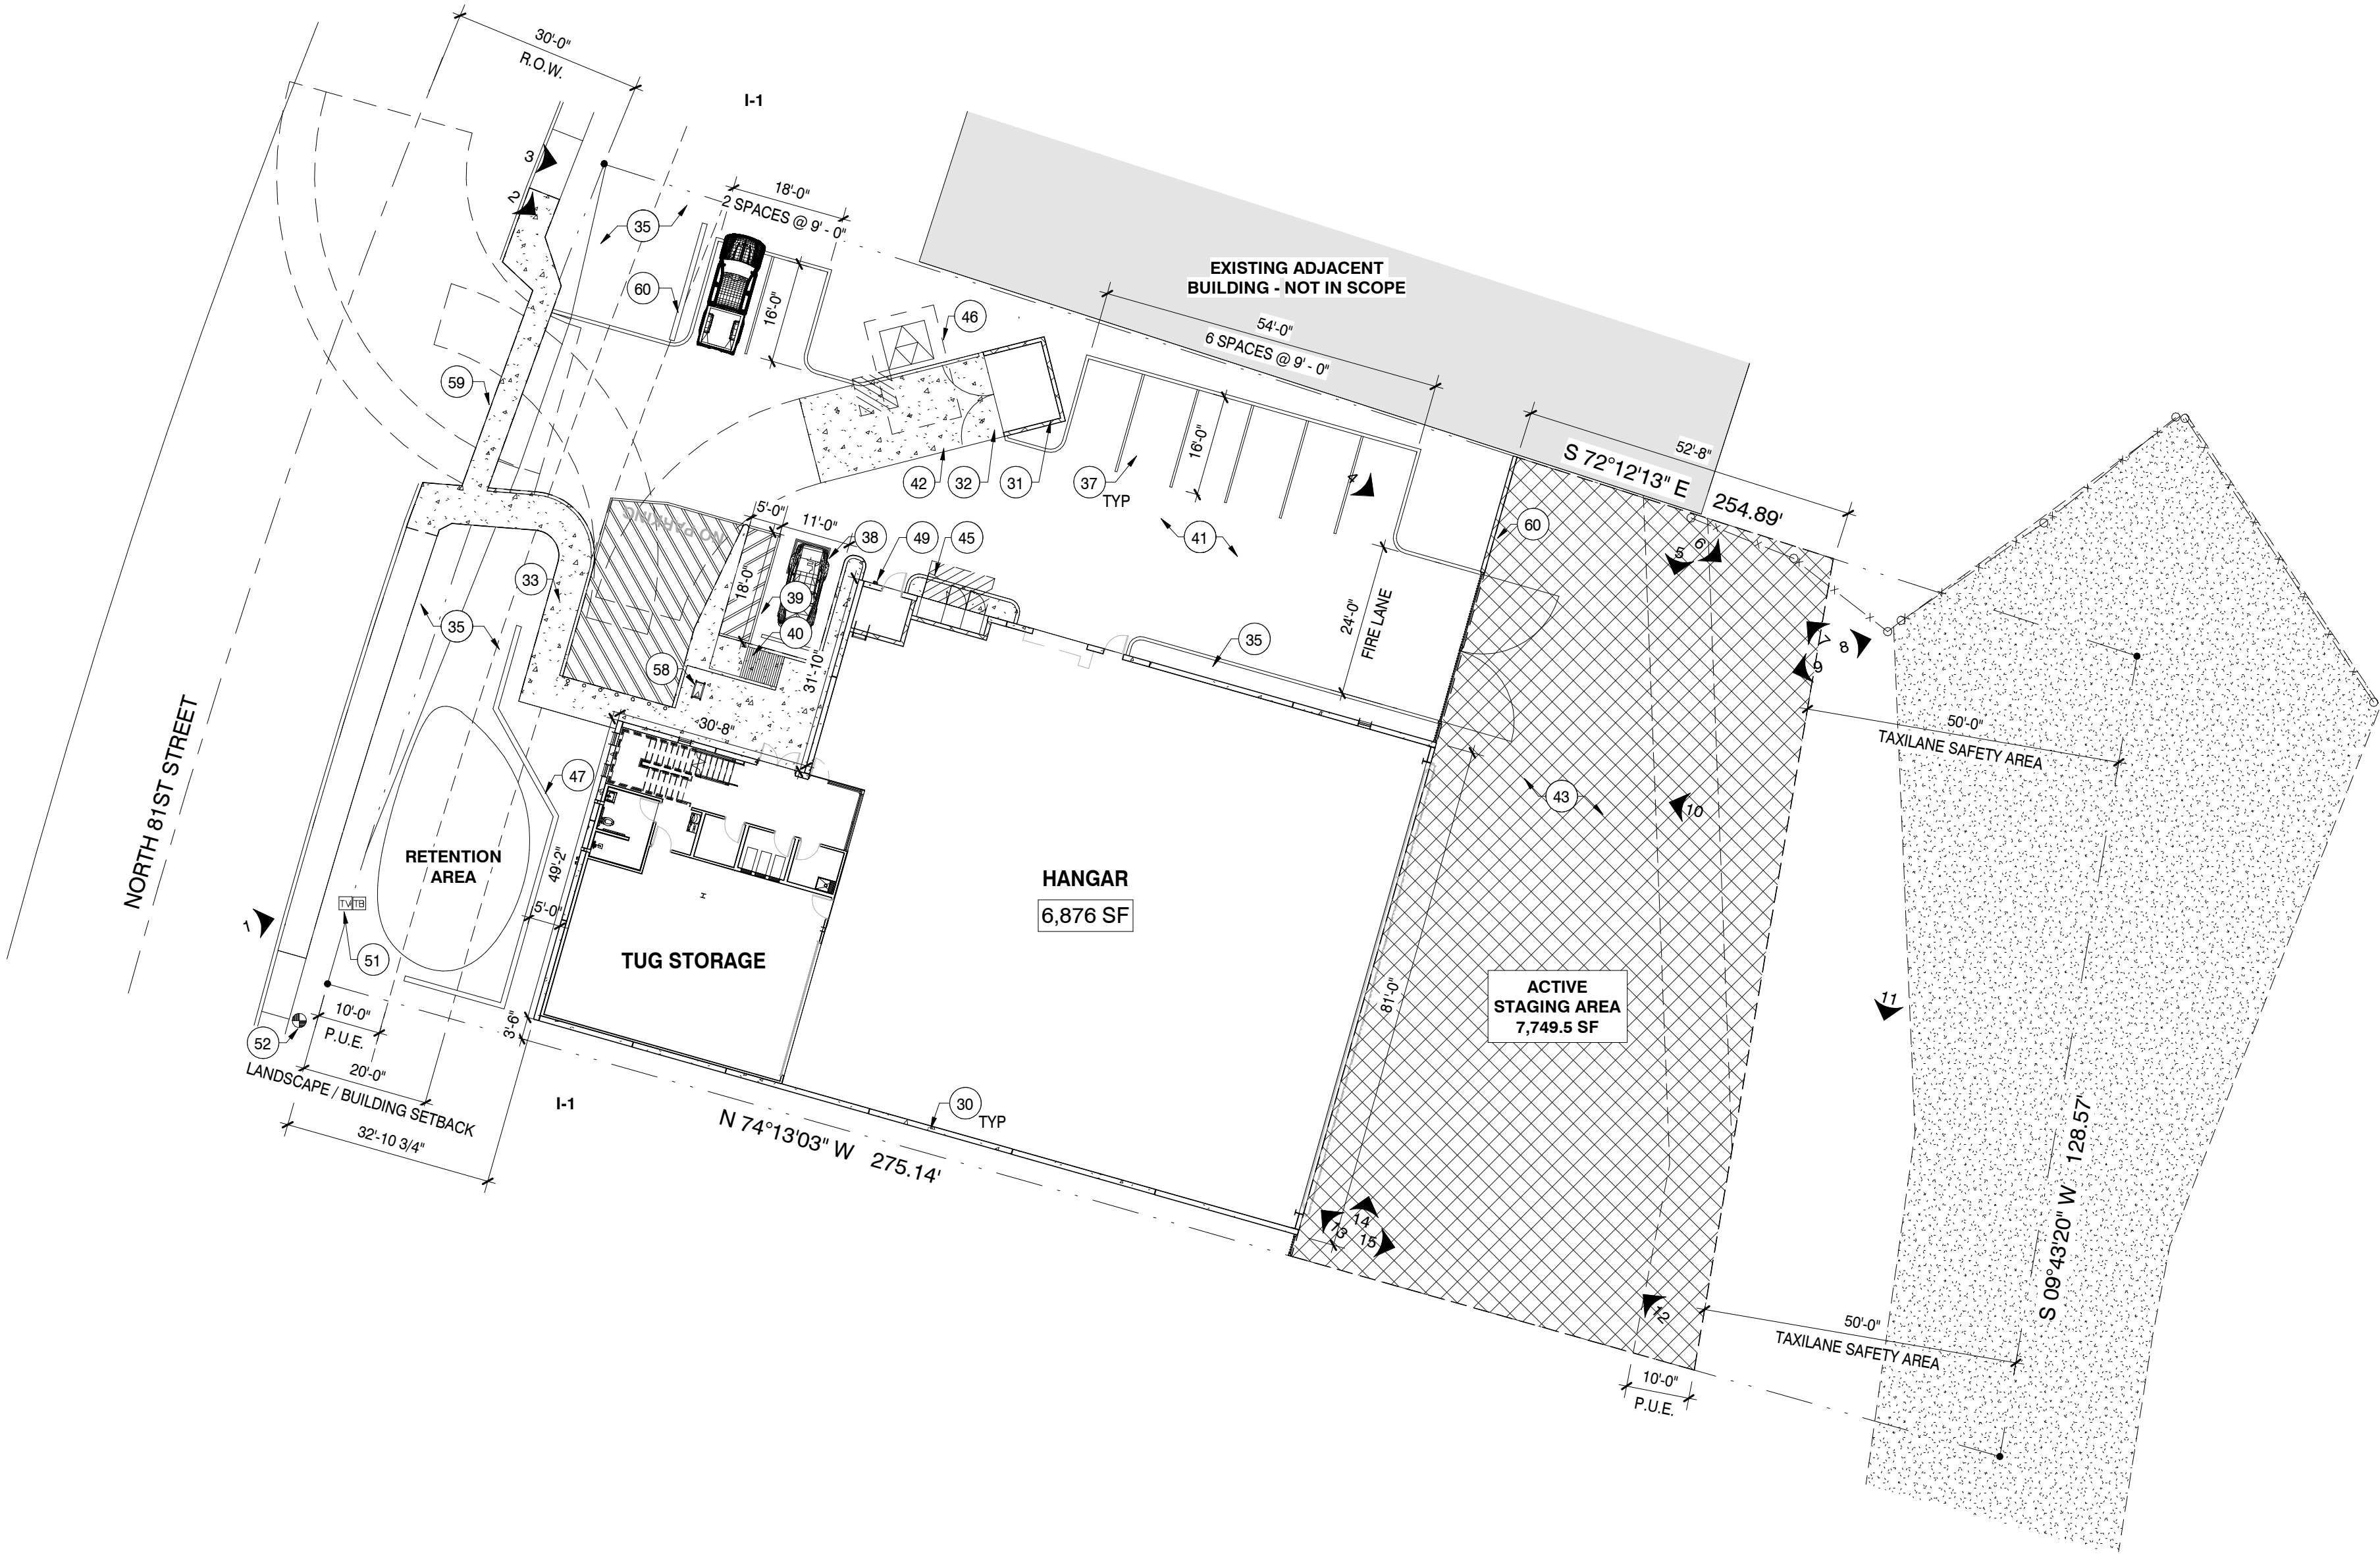 30'-0"
R.O.W.
I-1
3
2
35
18'-0"
2 SPACES @ 9' - 0"
60
16'-0"
46
EXISTING ADJACENT
BUILDING - NOT IN SCOPE
54'-0"
6 SPACES @ 9' - 0"
59
42
32
31
37
TYP
16'-0"
4
52'-8"
S 72°12'13" E 254.89'
NO PARKING
5'-0"
11'-0"
38
49
45
41
60
5
6
33
18'-0"
39
40
35
58
31'-10"
30'-8"
35
24'-0"
FIRE LANE
7
8
9
50'-0"
TAXILANE SAFETY AREA
NORTH 81ST STREET
47
43
10
RETENTION
AREA
49'-2"
5'-0"
HANGAR
6,876 SF
TUG STORAGE
TV
TB
1
51
52
10'-0"
P.U.E.
3'-6"
20'-0"
LANDSCAPE / BUILDING SETBACK
32'-10 3/4"
I-1
81'-0"
ACTIVE
STAGING AREA
7,749.5 SF
11
30
TYP
N 74°13'03" W 275.14'
S 09°43'20" W 128.57'
13
14
15
12
50'-0"
TAXILANE SAFETY AREA
10'-0"
P.U.E.